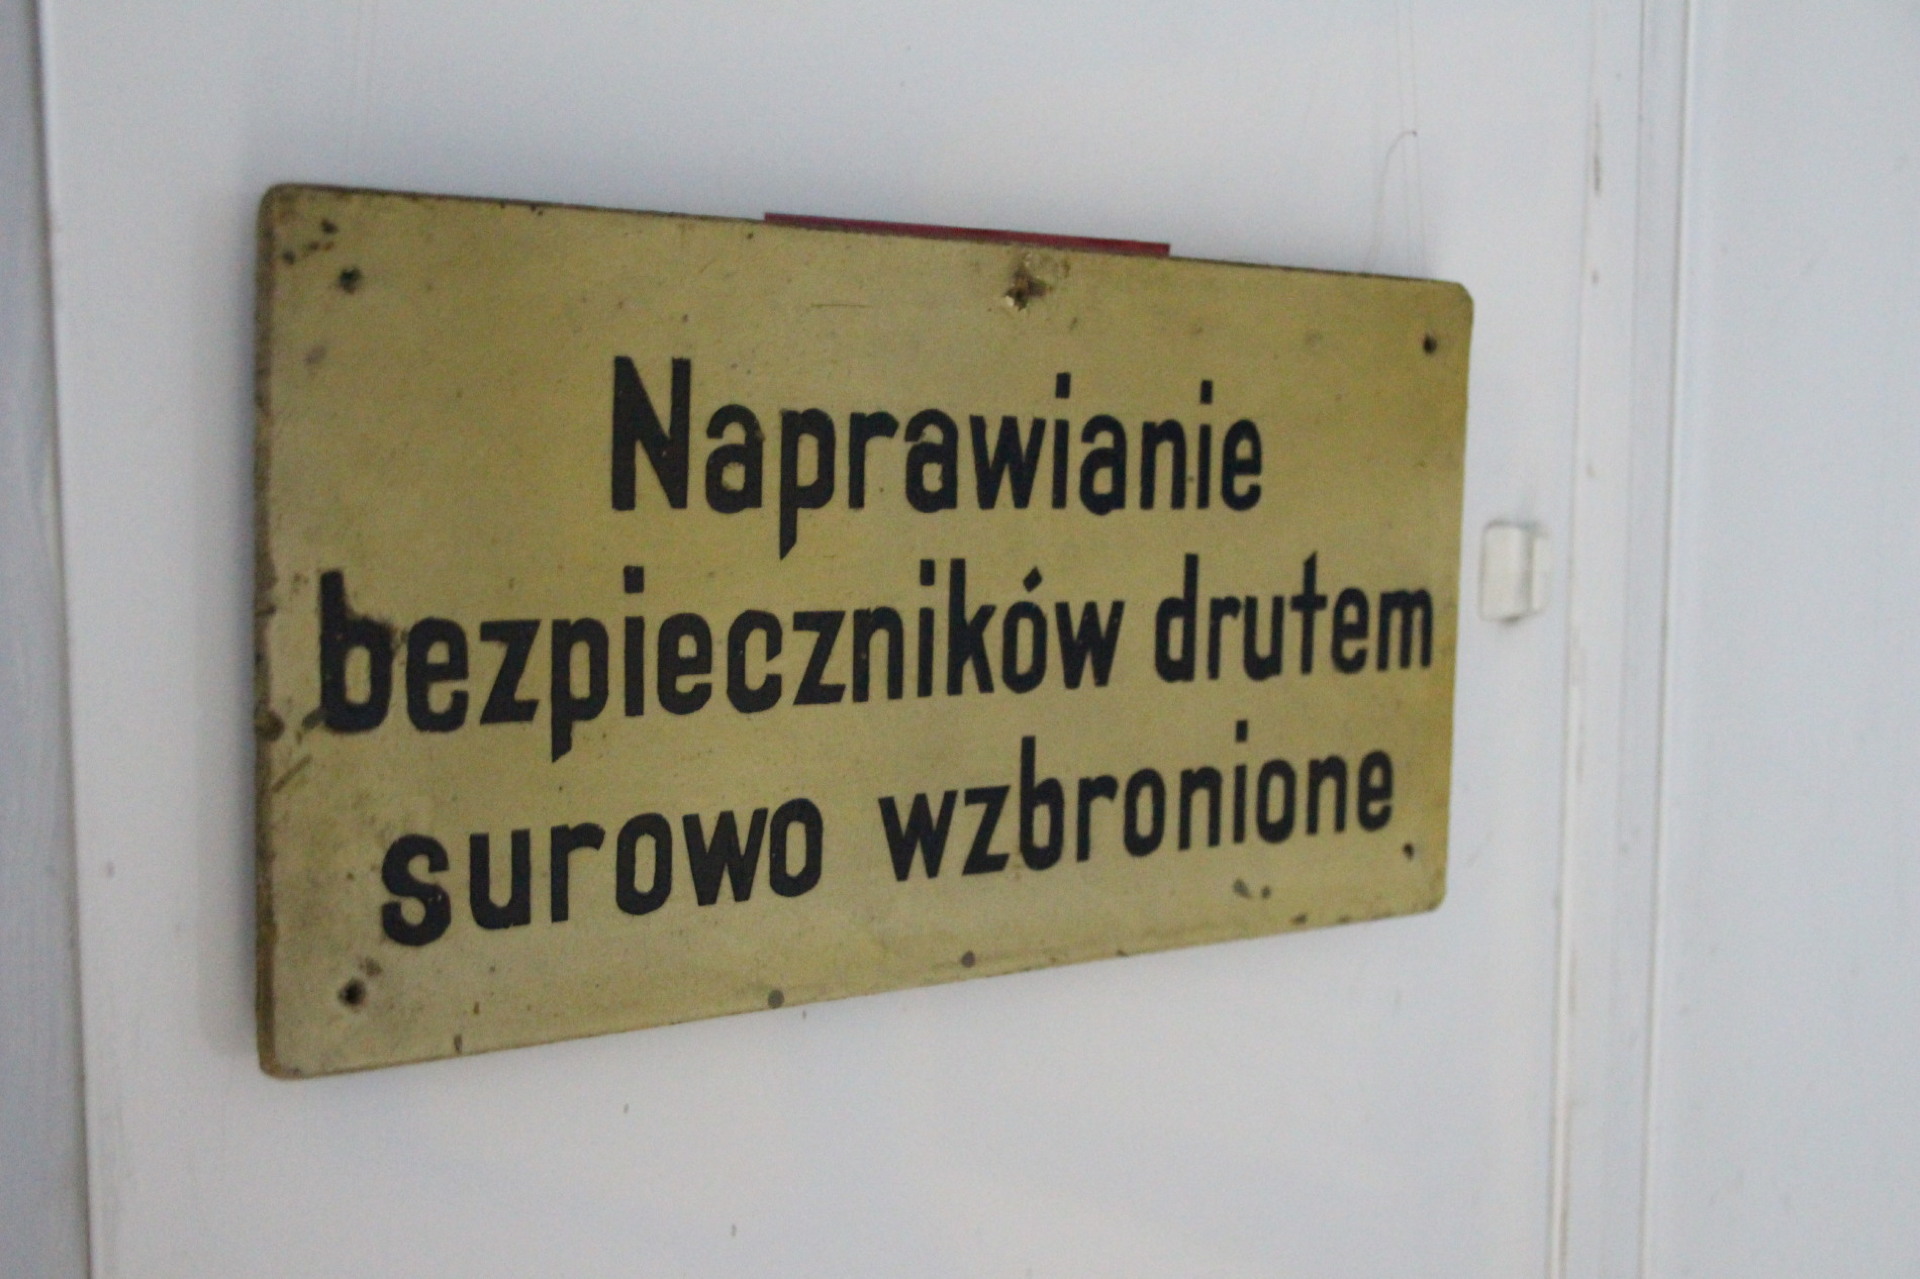 Naprawianie
bezpieczników drutem
surowo wzbronione